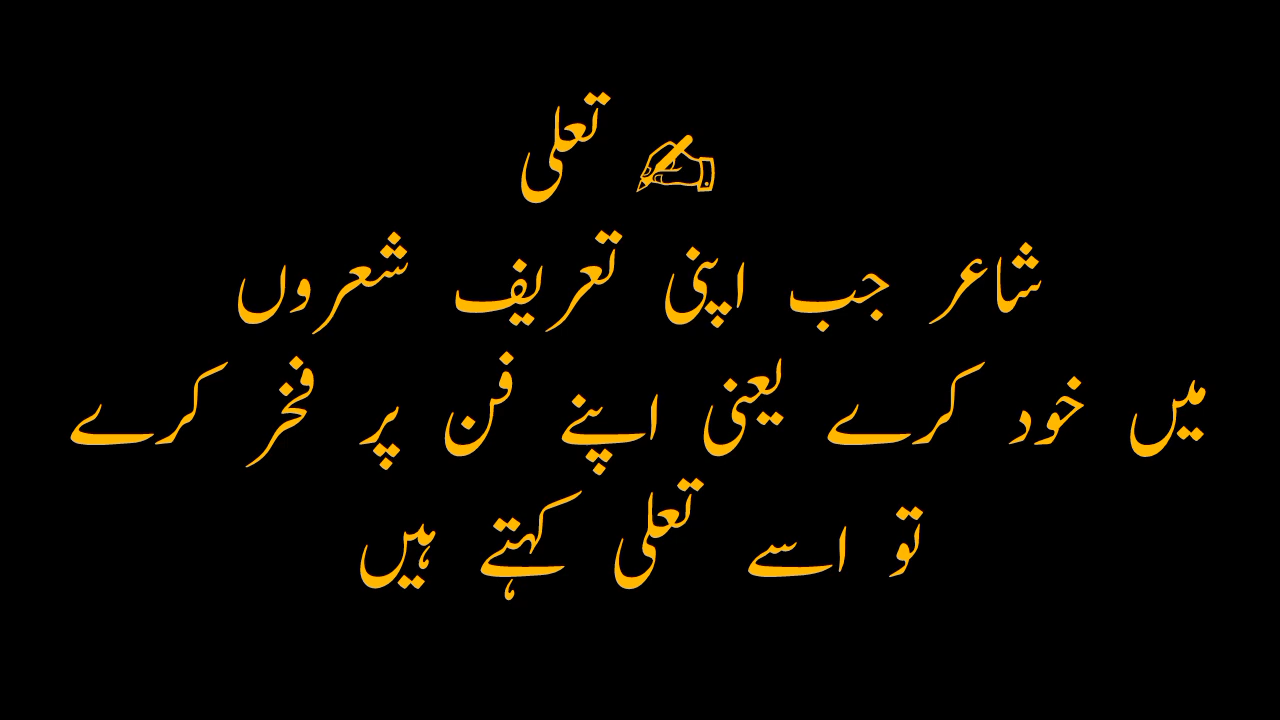 ✍ تعلی
شاعر جب اپنی تعریف شعروں
میں خود کرے یعنی اپنے فن پر فخر کرے
تو اسے تعلی کہتے ہیں